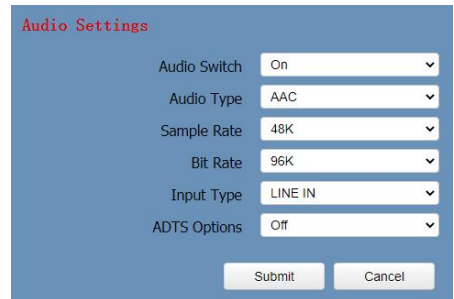 Audio Settings
Audio Switch On
Audio Type AAC
Sample Rate 48K
Bit Rate 96K
Input Type LINE IN
ADTS Options Off
Submit Cancel